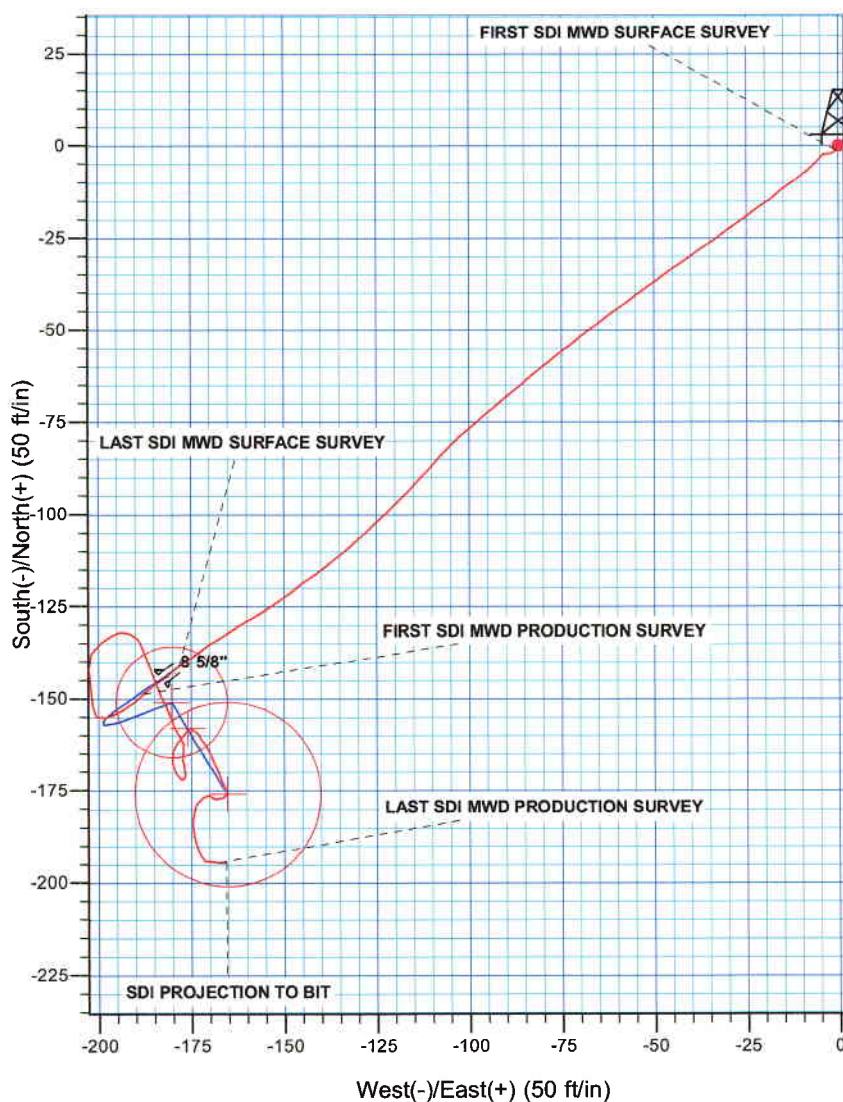 FIRST SDI MWD SURFACE SURVEY
25
0
-25
-50
-75
LAST SDI MWD SURFACE SURVEY
-100
-125
FIRST SDI MWD PRODUCTION SURVEY
8 5/8"
-150
-175
LAST SDI MWD PRODUCTION SURVEY
-200
-225
SDI PROJECTION TO BIT
South(-)/North(+) (50 ft/in)
-200 -175 -150 -125 -100 -75 -50 -25 0
West(-)/East(+) (50 ft/in)